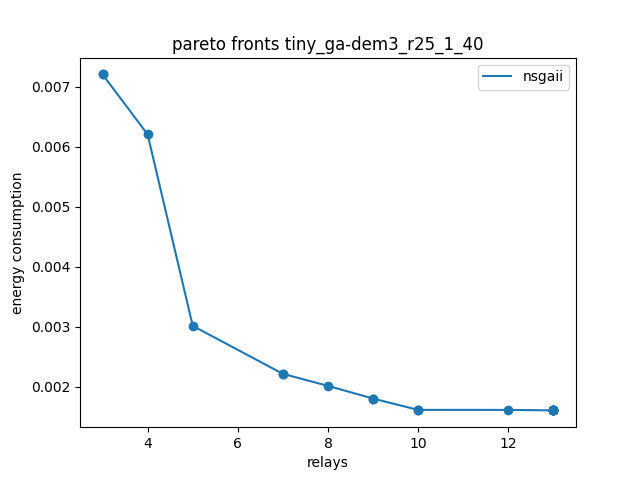 pareto fronts tiny_ga-dem3_r25_1_40
nsgaii
0.007
0.006
0.005
0.004
0.003
0.002
energy consumption
4 6 8 10 12
relays